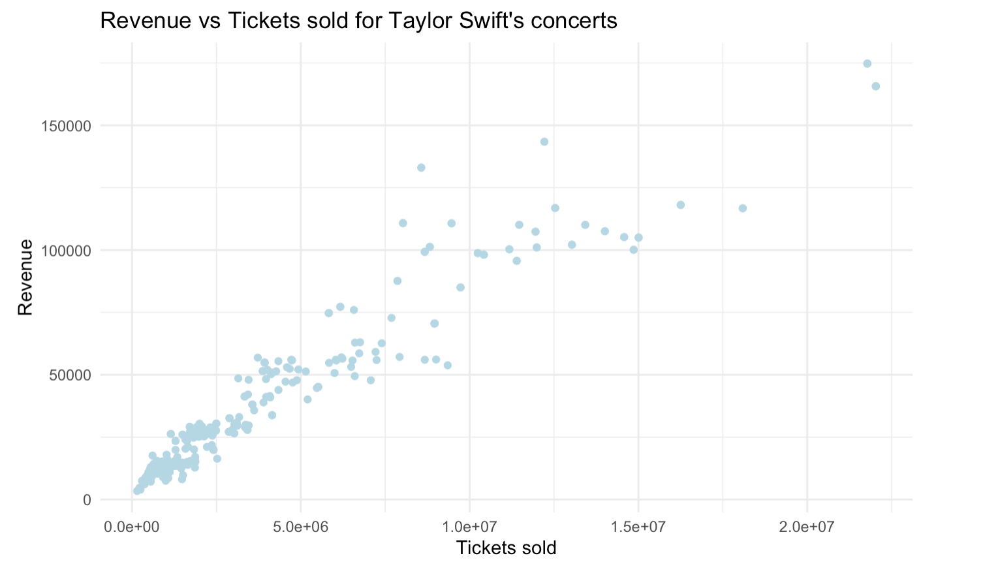 Revenue vs Tickets sold for Taylor Swift's concerts
Revenue
150000
100000
50000
0
0.0e+00 5.0e+06 1.0e+07 1.5e+07 2.0e+07
Tickets sold